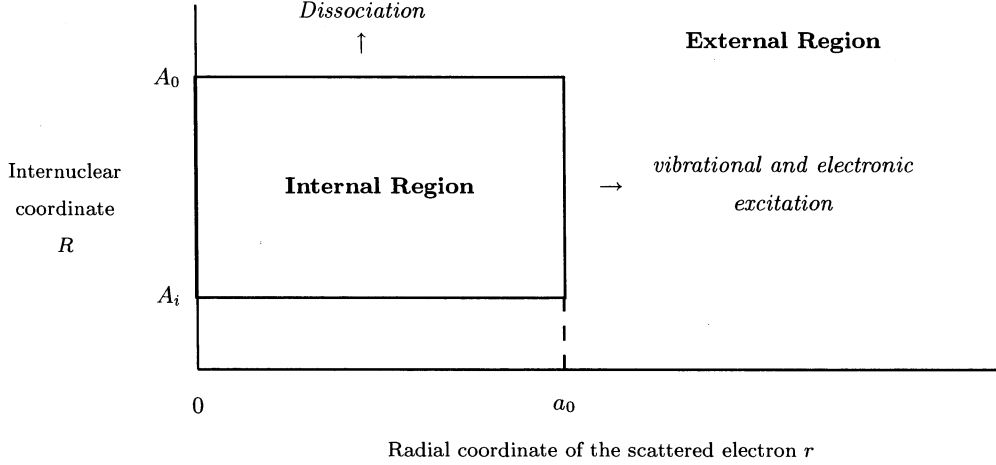 Dissociation
↑
External Region
A₀
Internuclear
coordinate
R
Internal Region
→
vibrational and electronic
excitation
Aᵢ
0
a₀
Radial coordinate of the scattered electron r